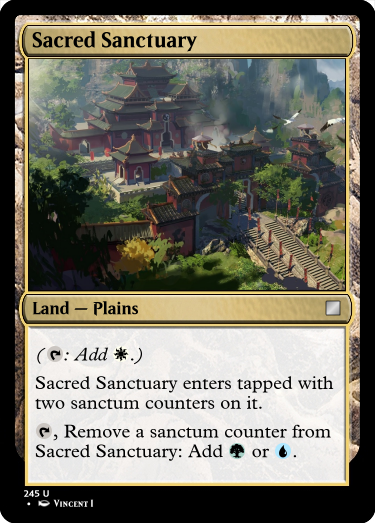 Sacred Sanctuary
Land — Plains
(: Add .)
Sacred Sanctuary enters tapped with
two sanctum counters on it.
, Remove a sanctum counter from
Sacred Sanctuary: Add or .
245 U
• Vincent I